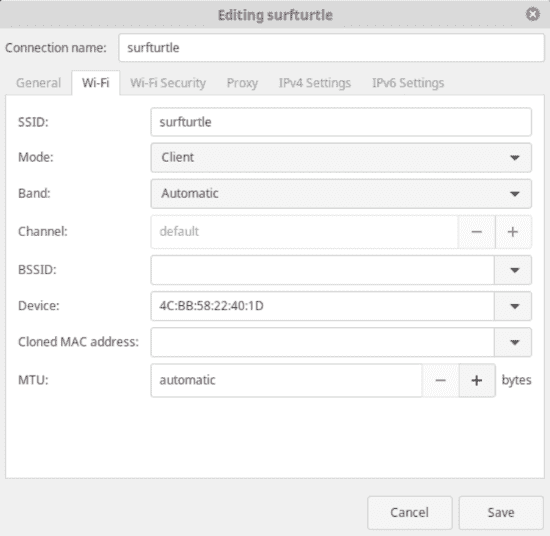 Editing surfturtle
Connection name: surfturtle
General Wi-Fi Wi-Fi Security Proxy IPv4 Settings IPv6 Settings
SSID: surfturtle
Mode: Client
Band: Automatic
Channel: default
BSSID:
Device: 4C:BB:58:22:40:1D
Cloned MAC address:
MTU: automatic bytes
Cancel Save